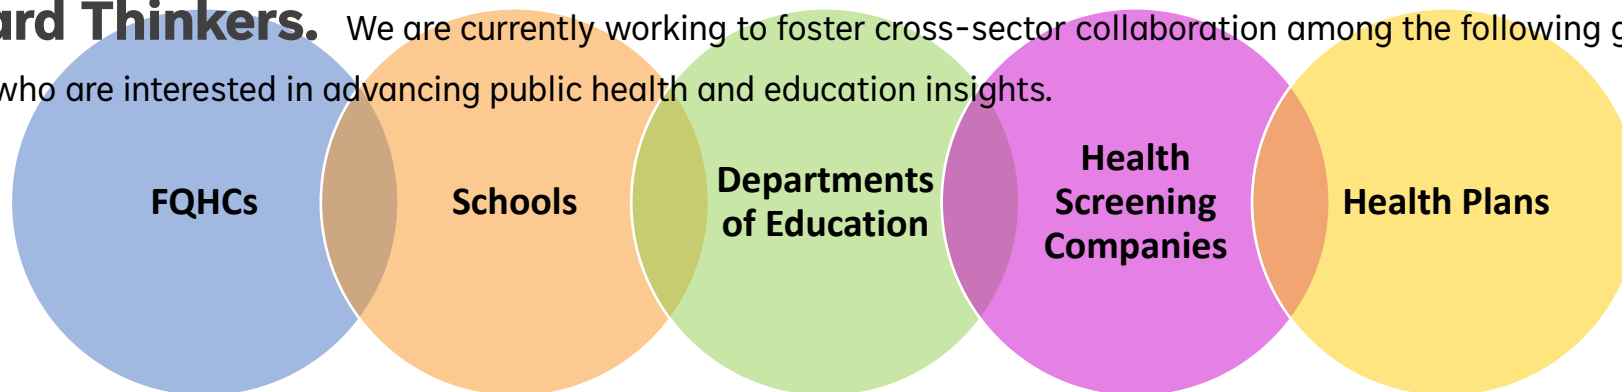 Thinkers. We are currently working to foster cross-sector collaboration among the following
who are interested in advancing public health and education insights.
FQHCs
Schools
Departments
of Education
Health
Screening
Companies
Health Plans